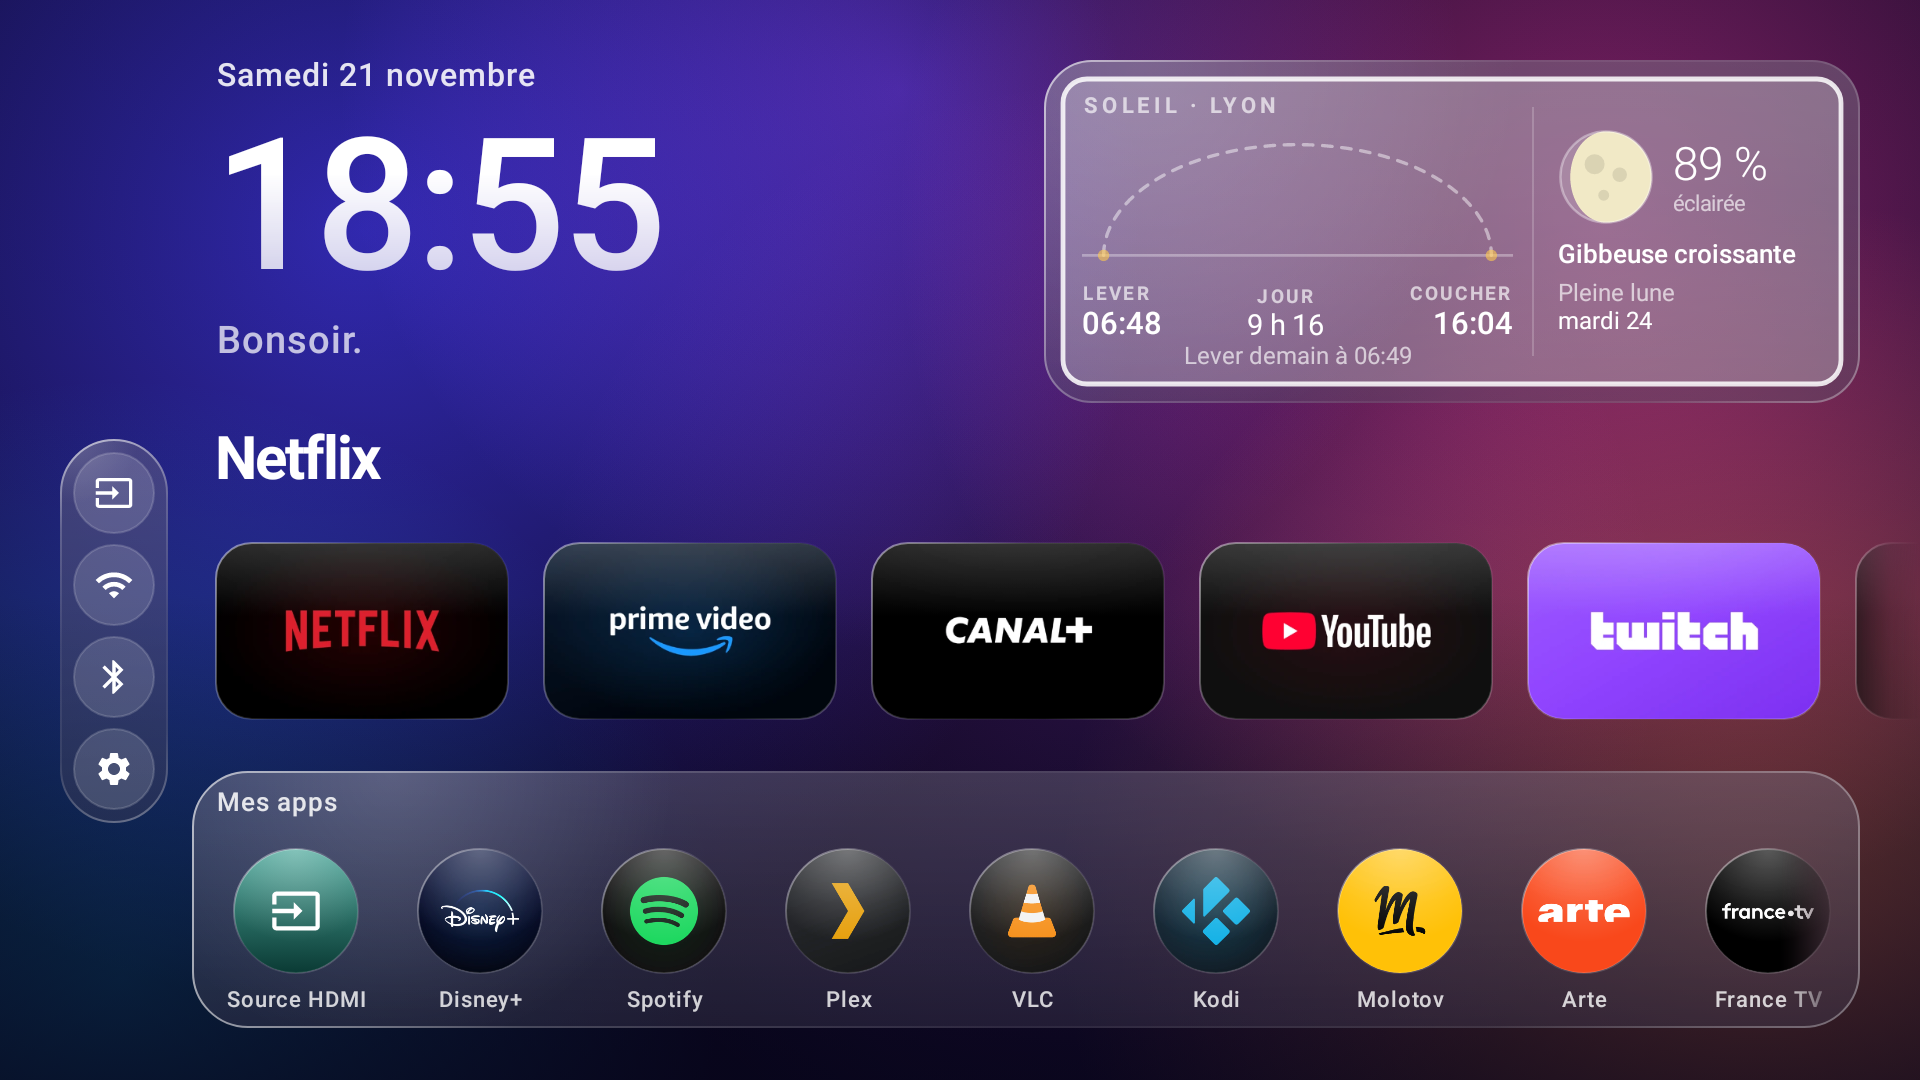 Samedi 21 novembre
18:55
Bonsoir.
SOLEIL · LYON
LEVER
06:48
JOUR
9 h 16
COUCHER
16:04
Lever demain à 06:49
89 %
éclairée
Gibbeuse croissante
Pleine lune
mardi 24
Netflix
NETFLIX
prime video
CANAL+
YouTube
twitch
Mes apps
Disney+
M.
arte
france•tv
Source HDMI
Disney+
Spotify
Plex
VLC
Kodi
Molotov
Arte
France TV